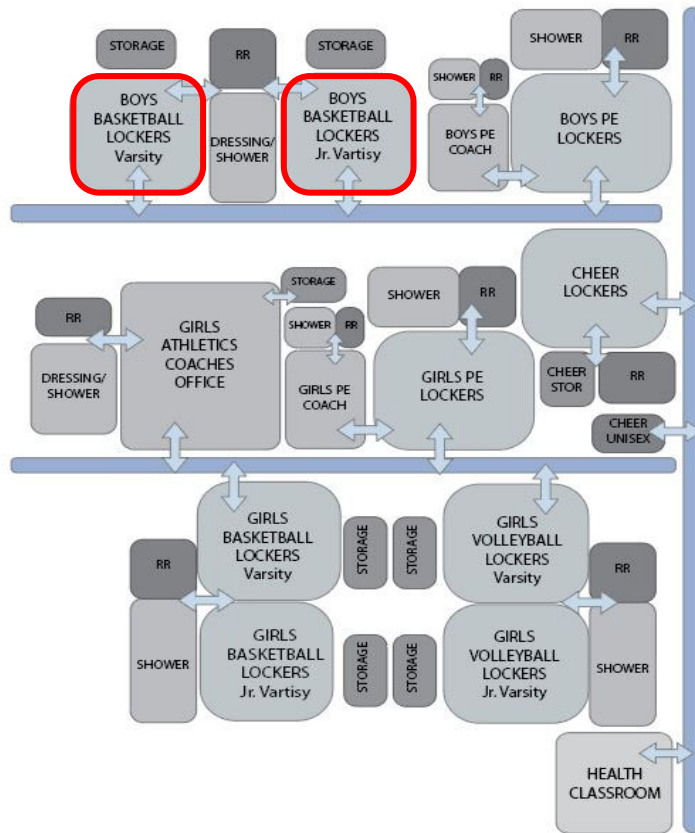 STORAGE
RR
STORAGE
SHOWER
RR
BOYS
BASKETBALL
LOCKERS
Varsity
DRESSING/
SHOWER
BOYS
BASKETBALL
LOCKERS
Jr. Vartisy
SHOWER
RR
BOYS PE
COACH
BOYS PE
LOCKERS
RR
DRESSING/
SHOWER
GIRLS
ATHLETICS
COACHES
OFFICE
STORAGE
SHOWER
RR
GIRLS PE
COACH
SHOWER
RR
GIRLS PE
LOCKERS
CHEER
LOCKERS
CHEER
STOR
RR
CHEER
UNISEX
RR
SHOWER
GIRLS
BASKETBALL
LOCKERS
Varsity
STORAGE
STORAGE
GIRLS
VOLLEYBALL
LOCKERS
Varsity
RR
SHOWER
GIRLS
BASKETBALL
LOCKERS
Jr. Vartisy
STORAGE
STORAGE
GIRLS
VOLLEYBALL
LOCKERS
Jr. Varsity
HEALTH
CLASSROOM